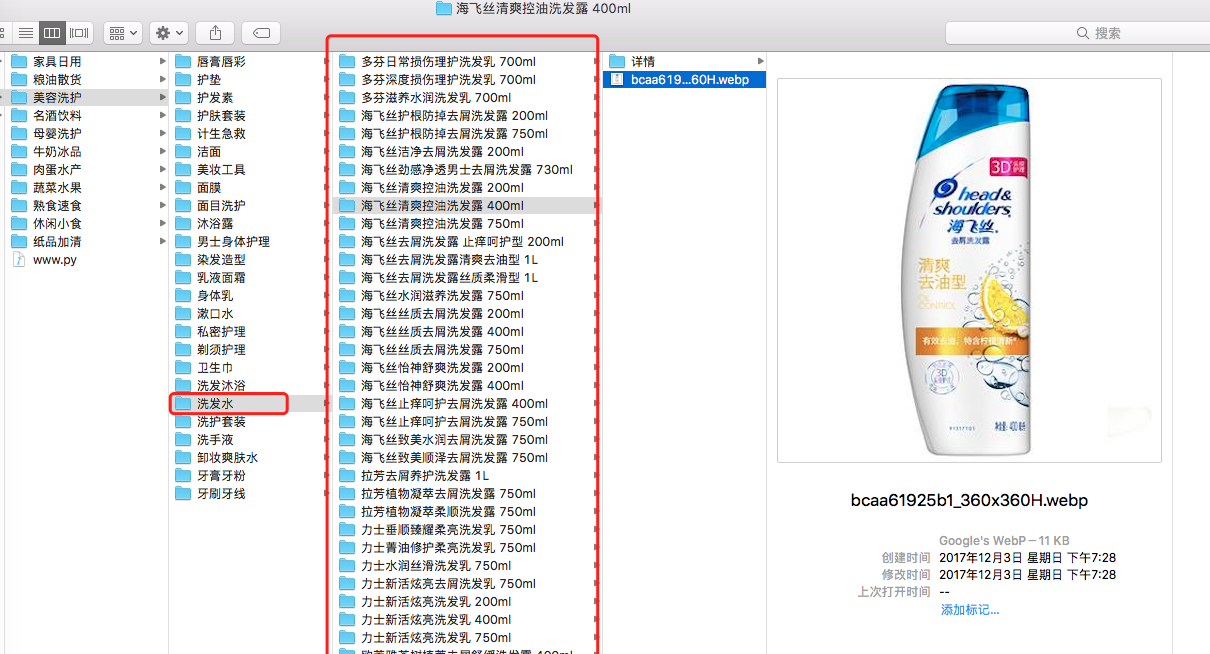 海飞丝清爽控油洗发露 400ml
搜索
家具日用
粮油散货
美容洗护
名酒饮料
母婴洗护
牛奶冰品
肉蛋水产
蔬菜水果
熟食速食
休闲小食
纸品加清
www.py
唇膏唇彩
护垫
护发素
护肤套装
计生急救
洁面
美妆工具
面膜
面目洗护
沐浴露
男士身体护理
染发造型
乳液面霜
身体乳
漱口水
私密护理
剃须护理
卫生巾
洗发沐浴
洗发水
洗护套装
洗手液
卸妆爽肤水
牙膏牙粉
牙刷牙线
多芬日常损伤理护洗发乳 700ml
多芬深度损伤理护洗发乳 700ml
多芬滋养水润洗发乳 700ml
海飞丝护根防掉去屑洗发露 200ml
海飞丝护根防掉去屑洗发露 750ml
海飞丝洁净去屑洗发露 200ml
海飞丝劲感净透男士去屑洗发露 730ml
海飞丝清爽控油洗发露 200ml
海飞丝清爽控油洗发露 400ml
海飞丝清爽控油洗发露 750ml
海飞丝去屑洗发露 止痒呵护型 200ml
海飞丝去屑洗发露清爽去油型 1L
海飞丝去屑洗发露丝质柔滑型 1L
海飞丝水润滋养洗发露 750ml
海飞丝丝质去屑洗发露 200ml
海飞丝丝质去屑洗发露 400ml
海飞丝丝质去屑洗发露 750ml
海飞丝怡神舒爽洗发露 200ml
海飞丝怡神舒爽洗发露 400ml
海飞丝止痒呵护去屑洗发露 400ml
海飞丝止痒呵护去屑洗发露 750ml
海飞丝致美水润去屑洗发露 750ml
海飞丝致美顺泽去屑洗发露 750ml
拉芳去屑养护洗发露 1L
拉芳植物凝萃去屑洗发露 750ml
拉芳植物凝萃柔顺洗发露 750ml
力士垂顺臻耀柔亮洗发乳 750ml
力士菁油修护柔亮洗发乳 750ml
力士水润丝滑洗发乳 750ml
力士新活炫亮去屑洗发乳 750ml
力士新活炫亮洗发乳 200ml
力士新活炫亮洗发乳 400ml
力士新活炫亮洗发乳 750ml
详情
bcaa619...60H.webp
3D
head&
shoulders
海飞丝
去屑洗发露
清爽
去油型
OIL
CONTROL
有效去油，特含柠檬清新
3D
400
bcaa61925b1_360x360H.webp
Google's WebP – 11 KB
创建时间 2017年12月3日 星期日 下午7:28
修改时间 2017年12月3日 星期日 下午7:28
上次打开时间 --
添加标记...